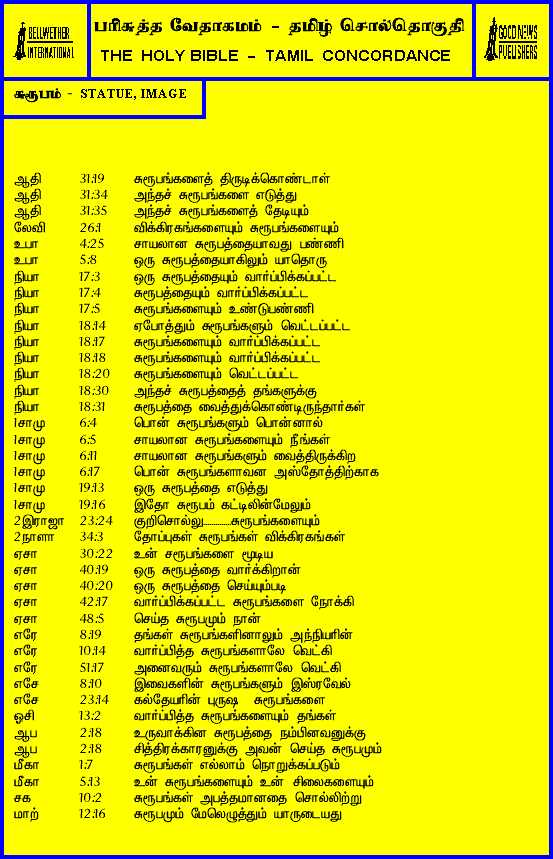 BELLWETHER
INTERNATIONAL
பரிசுத்த வேதாகமம் - தமிழ் சொல்தொகுதி
THE HOLY BIBLE - TAMIL CONCORDANCE
GOOD NEWS
PUBLISHERS
சுரூபம் - STATUE, IMAGE
ஆதி 31:19 சுரூபங்களைத் திருடிக்கொண்டாள்
ஆதி 31:34 அந்தச் சுரூபங்களை எடுத்து
ஆதி 31:35 அந்தச் சுரூபங்களைத் தேடியும்
லேவி 26:1 விக்கிரகங்களையும் சுரூபங்களையும்
உபா 4:25 சாயலான சுரூபத்தையாவது பண்ணி
உபா 5:8 ஒரு சுரூபத்தையாகிலும் யாதொரு
நியா 17:3 ஒரு சுரூபத்தையும் வார்ப்பிக்கப்பட்ட
நியா 17:4 சுரூபத்தையும் வார்ப்பிக்கப்பட்ட
நியா 17:5 சுரூபங்களையும் உண்டுபண்ணி
நியா 18:14 ஏபோத்தும் சுரூபங்களும் வெட்டப்பட்ட
நியா 18:17 சுரூபங்களையும் வார்ப்பிக்கப்பட்ட
நியா 18:18 சுரூபங்களையும் வார்ப்பிக்கப்பட்ட
நியா 18:20 சுரூபங்களையும் வெட்டப்பட்ட
நியா 18:30 அந்தச் சுரூபத்தைத் தங்களுக்கு
நியா 18:31 சுரூபத்தை வைத்துக்கொண்டிருந்தார்கள்
1சாமு 6:4 பொன் சுரூபங்களும் பொன்னால்
1சாமு 6:5 சாயலான சுரூபங்களையும் நீங்கள்
1சாமு 6:11 சாயலான சுரூபங்களும் வைத்திருக்கிற
1சாமு 6:17 பொன் சுரூபங்களாவன அஸ்தோத்திற்காக
1சாமு 19:13 ஒரு சுரூபத்தை எடுத்து
1சாமு 19:16 இதோ சுரூபம் கட்டிலின்மேலும்
2இராஜா 23:24 குறிசொல்லு............சுரூபங்களையும்
2நாளா 34:3 தோப்புகள் சுரூபங்கள் விக்கிரகங்கள்
ஏசா 30:22 உன் சரூபங்களை மூடிய
ஏசா 40:19 ஒரு சுரூபத்தை வார்க்கிறான்
ஏசா 40:20 ஒரு சுரூபத்தை செய்யும்படி
ஏசா 42:17 வார்ப்பிக்கப்பட்ட சுரூபங்களை நோக்கி
ஏசா 48:5 செய்த சுரூபமும் நான்
எரே 8:19 தங்கள் சுரூபங்களினாலும் அந்நியரின்
எரே 10:14 வார்ப்பித்த சுரூபங்களாலே வெட்கி
எரே 51:17 அனைவரும் சுரூபங்களாலே வெட்கி
எசே 8:10 இவைகளின் சுரூபங்களும் இஸ்ரவேல்
எசே 23:14 கல்தேயரின் புருஷ சுரூபங்களை
ஓசி 13:2 வார்ப்பித்த சுரூபங்களையும் தங்கள்
ஆப 2:18 உருவாக்கின சுரூபத்தை நம்பினவனுக்கு
ஆப 2:18 சித்திரக்காரனுக்கு அவன் செய்த சுரூபமும்
மீகா 1:7 சுரூபங்கள் எல்லாம் நொறுக்கப்படும்
மீகா 5:13 உன் சுரூபங்களையும் உன் சிலைகளையும்
சக 10:2 சுரூபங்கள் அபத்தமானதை சொல்லிற்று
மாற் 12:16 சுரூபமும் மேலெழுத்தும் யாருடையது